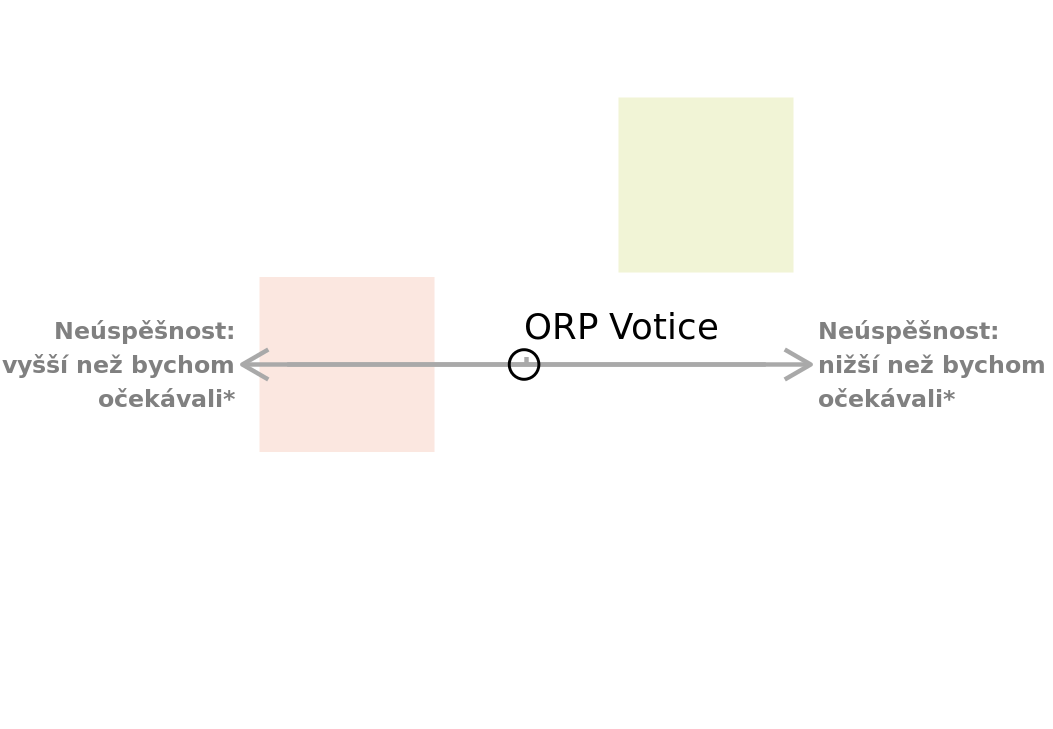 ORP Votice
Neúspěšnost:
vyšší než bychom
očekávali*
Neúspěšnost:
nižší než bychom
očekávali*